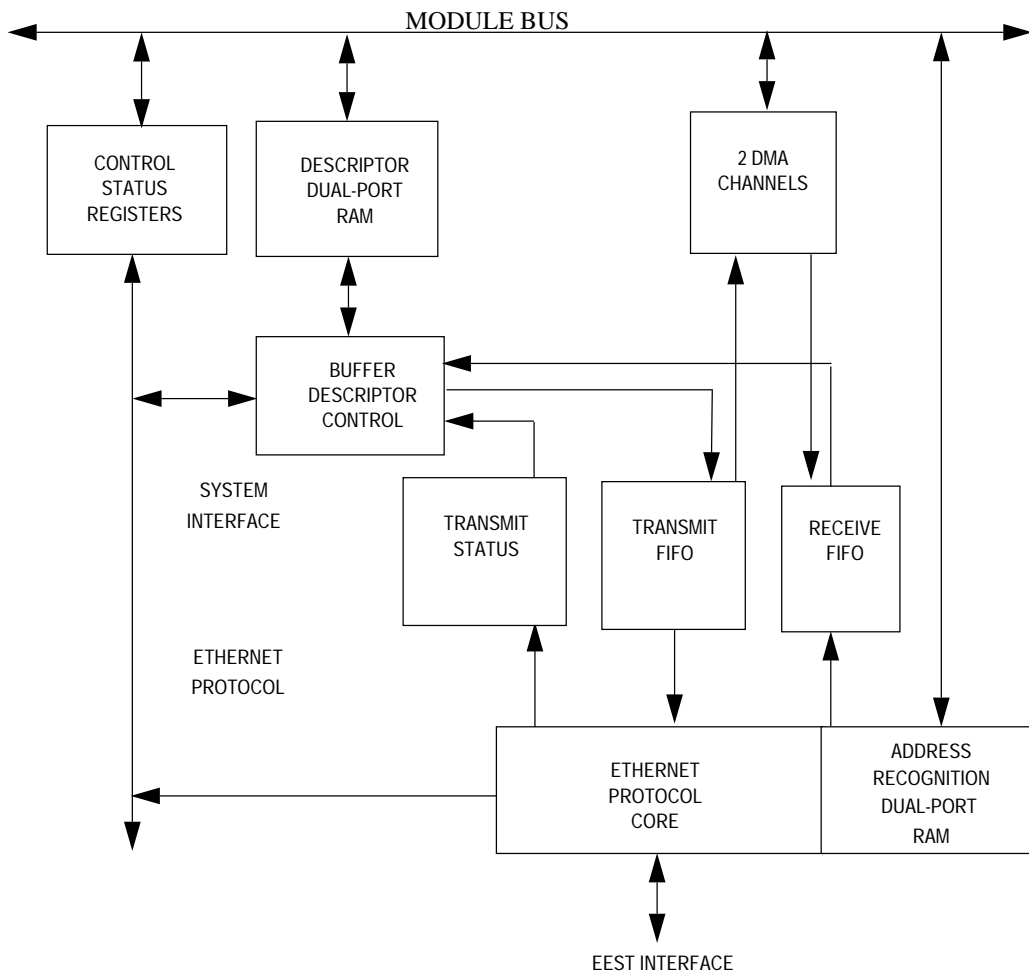 MODULE BUS
CONTROL
STATUS
REGISTERS
DESCRIPTOR
DUAL-PORT
RAM
2 DMA
CHANNELS
BUFFER
DESCRIPTOR
CONTROL
SYSTEM
INTERFACE
TRANSMIT
STATUS
TRANSMIT
FIFO
RECEIVE
FIFO
ETHERNET
PROTOCOL
ETHERNET
PROTOCOL
CORE
ADDRESS
RECOGNITION
DUAL-PORT
RAM
EEST INTERFACE